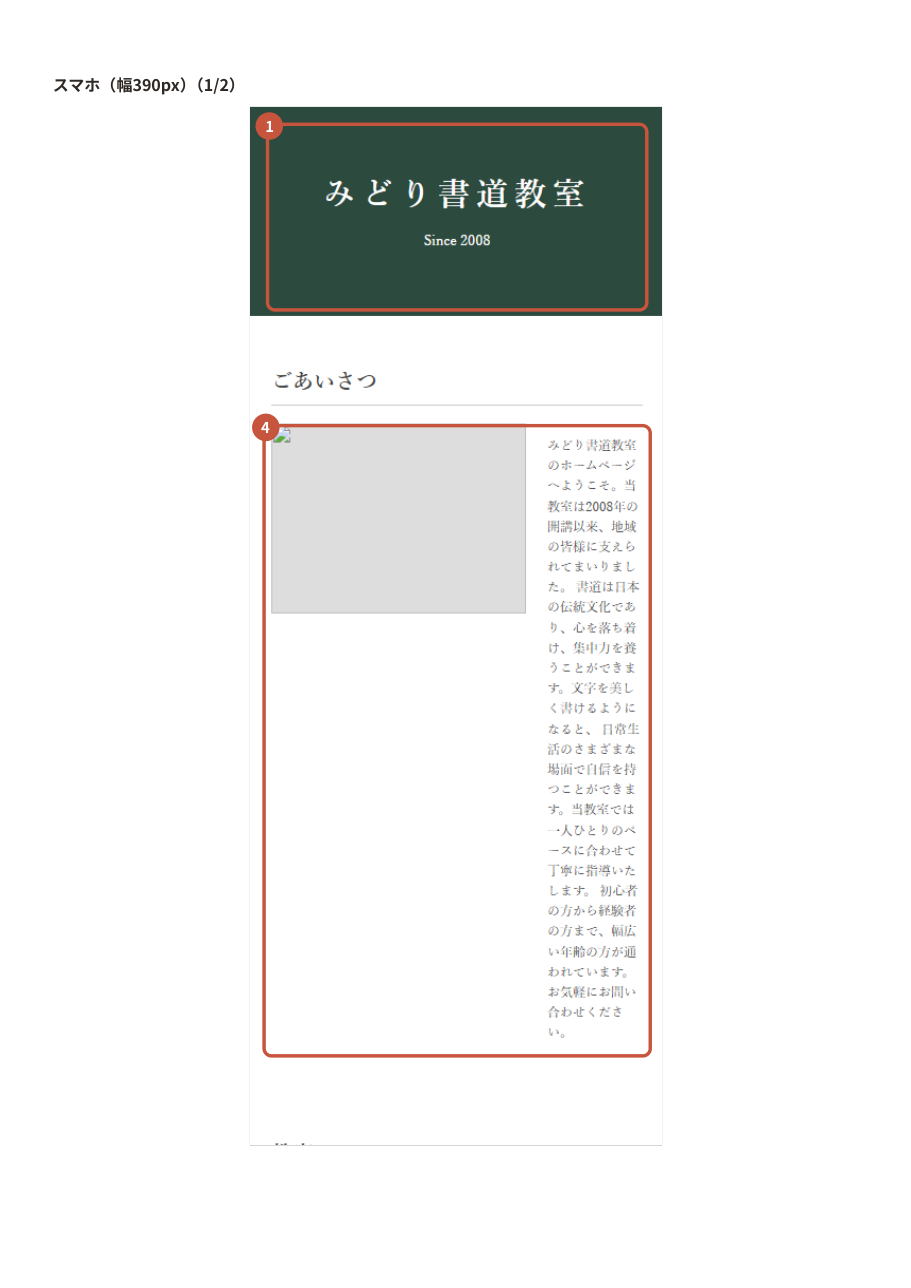 スマホ（幅390px）（1/2）
1
みどり書道教室
Since 2008
ごあいさつ
4
みどり書道教室
のホームページ
へようこそ。当
教室は2008年の
開講以来、地域
の皆様に支えら
れてまいりまし
た。 書道は日本
の伝統文化であ
り、心を落ち着
け、集中力を養
うことができま
す。文字を美し
く書けるように
なると、 日常生
活のさまざまな
場面で自信を持
つことができま
す。当教室では
一人ひとりのペ
ースに合わせて
丁寧に指導いた
します。 初心者
の方から経験者
の方まで、幅広
い年齢の方が通
われています。
お気軽にお問い
合わせくださ
い。